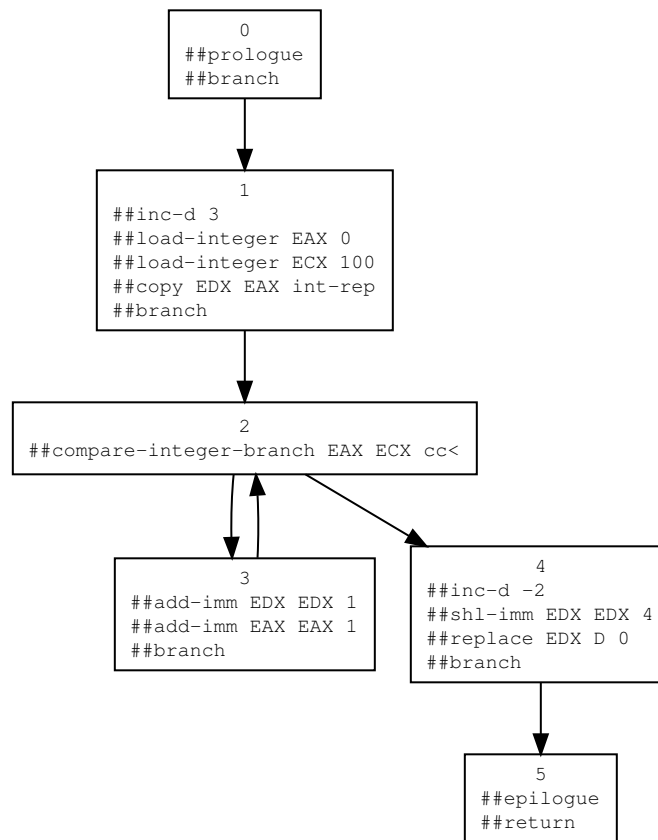 0
##prologue
##branch
1
##inc-d 3
##load-integer EAX 0
##load-integer ECX 100
##copy EDX EAX int-rep
##branch
2
##compare-integer-branch EAX ECX cc<
3
##add-imm EDX EDX 1
##add-imm EAX EAX 1
##branch
4
##inc-d -2
##shl-imm EDX EDX 4
##replace EDX D 0
##branch
5
##epilogue
##return